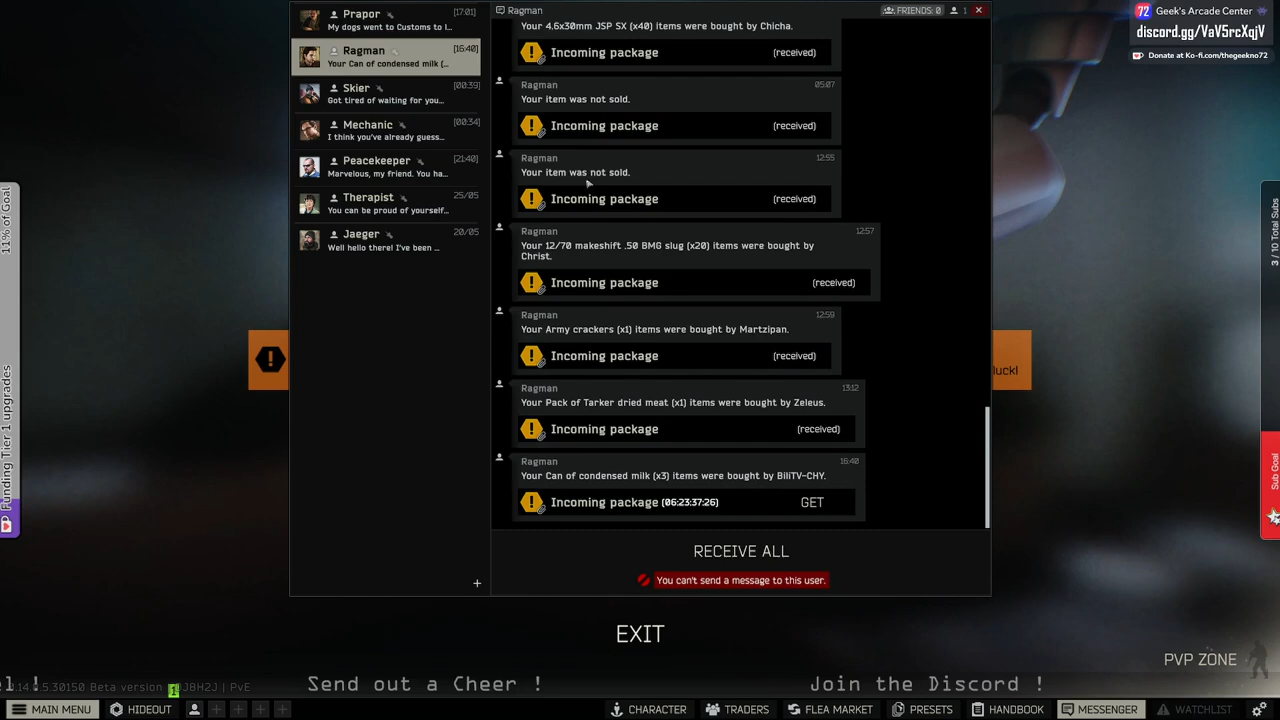 Prapor
[17:01]
My dogs went to Customs to l...
Ragman
[16:40]
Your Can of condensed milk (...
Skier
[00:39]
Got tired of waiting for you...
Mechanic
[00:34]
I think you've already guess...
Peacekeeper
[21:40]
Marvelous, my friend. You ha...
Therapist
25/05
You can be proud of yourself...
Jaeger
20/05
Well hello there! I've been ...
+
Ragman
FRIENDS: 0
1
Your 4.6x30mm JSP SX (x40) items were bought by Chicha.
Incoming package (received)
Ragman 05:07
Your item was not sold.
Incoming package (received)
Ragman 12:55
Your item was not sold.
Incoming package (received)
Ragman 12:57
Your 12/70 makeshift .50 BMG slug (x20) items were bought by
Christ.
Incoming package (received)
Ragman 12:59
Your Army crackers (x1) items were bought by Martzipan.
Incoming package (received)
Ragman 13:12
Your Pack of Tarker dried meat (x1) items were bought by Zeleus.
Incoming package (received)
Ragman 16:40
Your Can of condensed milk (x3) items were bought by BiliTV-CHY.
Incoming package (06:23:37:26) GET
RECEIVE ALL
You can't send a message to this user.
72 Geek's Arcade Center
discord.gg/VaV5rcXqjV
Donate at Ko-fi.com/thegeekno72
11% of Goal
Funding Tier 1 upgrades
3 / 10 Total Subs
Sub Goal
luck!
EXIT
PVP ZONE
Send out a Cheer !
Join the Discord !
Beta version
J8H2J | PvE
MAIN MENU
HIDEOUT
CHARACTER
TRADERS
FLEA MARKET
PRESETS
HANDBOOK
MESSENGER
WATCHLIST